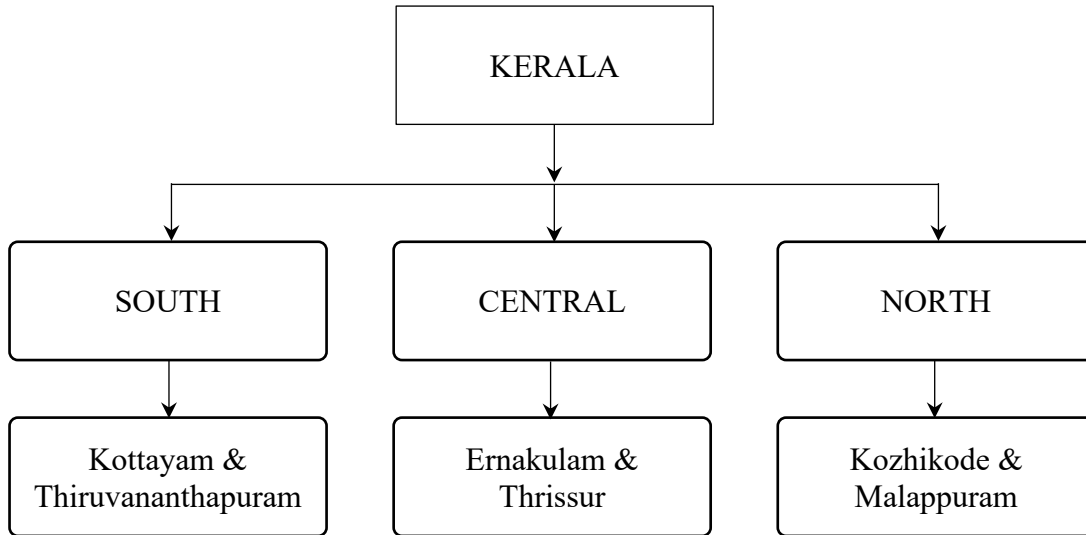 KERALA
SOUTH
CENTRAL
NORTH
Kottayam &
Thiruvananthapuram
Ernakulam &
Thrissur
Kozhikode &
Malappuram